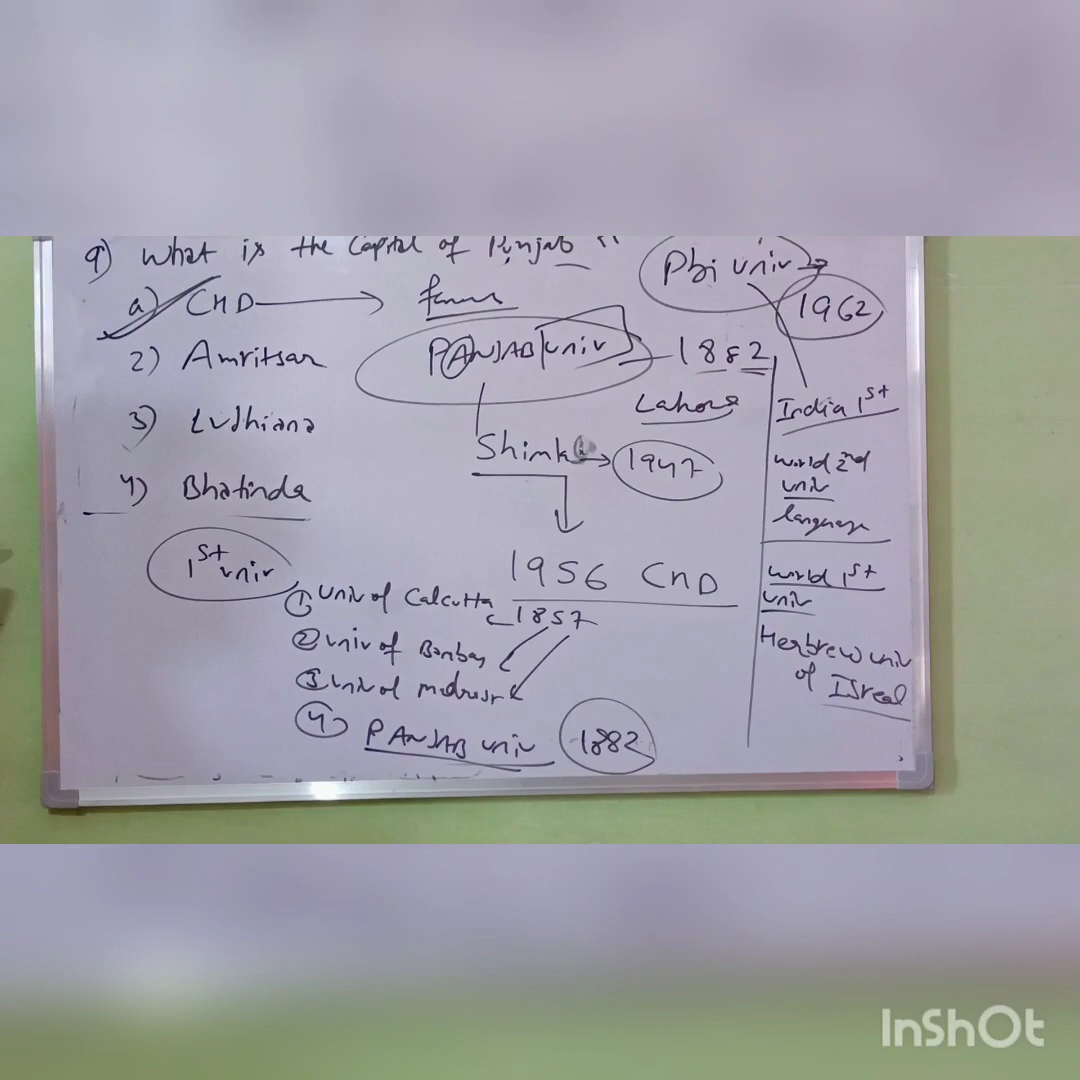 9) What is the Capital of Punjab
a) CHD → famous
2) Amritsar
3) Ludhiana
4) Bhatinda
PANJAB univ 1882
Lahore
Shimla → 1947
1956 CHD
Pbi univ →
1962
India 1st
world 2nd
univ
language
world 1st
univ
Herbrew univ
of ISreal
1st univ
① univ of Calcutta 1857
② univ of Bombay
③ univ of madras
④ PANJAB univ 1882
InShOt